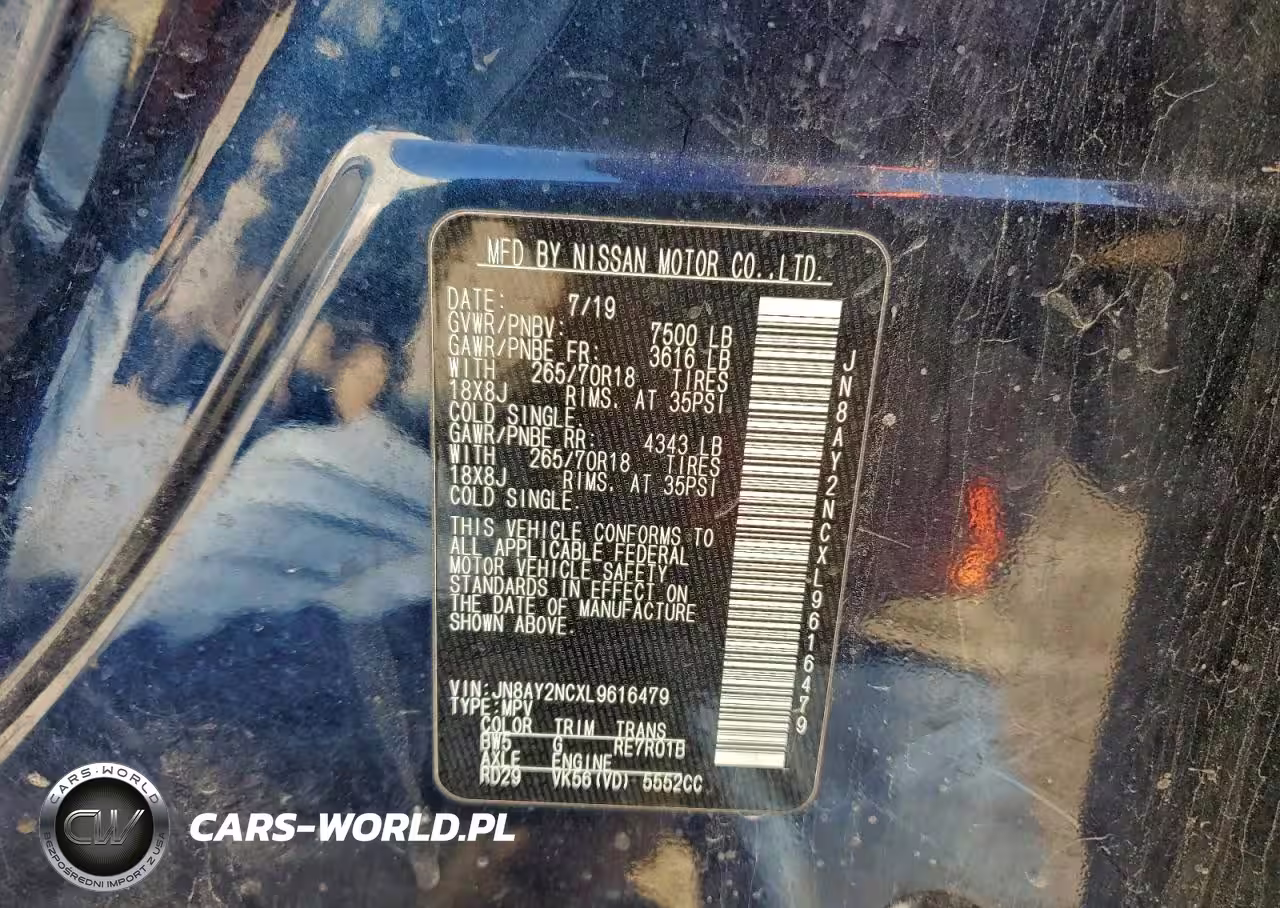 MFD BY NISSAN MOTOR CO.,LTD.
DATE: 7/19
GVWR/PNBV: 7500 LB
GAWR/PNBE FR: 3616 LB
WITH 265/70R18 TIRES
18X8J RIMS. AT 35PSI
COLD SINGLE.
GAWR/PNBE RR: 4343 LB
WITH 265/70R18 TIRES
18X8J RIMS. AT 35PSI
COLD SINGLE.
THIS VEHICLE CONFORMS TO
ALL APPLICABLE FEDERAL
MOTOR VEHICLE SAFETY
STANDARDS IN EFFECT ON
THE DATE OF MANUFACTURE
SHOWN ABOVE.
VIN:JN8AY2NCXL9616479
TYPE:MPV
COLOR TRIM TRANS
BW5 G RE7R01B
AXLE ENGINE
RD29 VK56(VD) 5552CC
JN8AY2NCXL9616479
CARS-WORLD
CW
BEZPOŚREDNI IMPORT Z USA
CARS-WORLD.PL